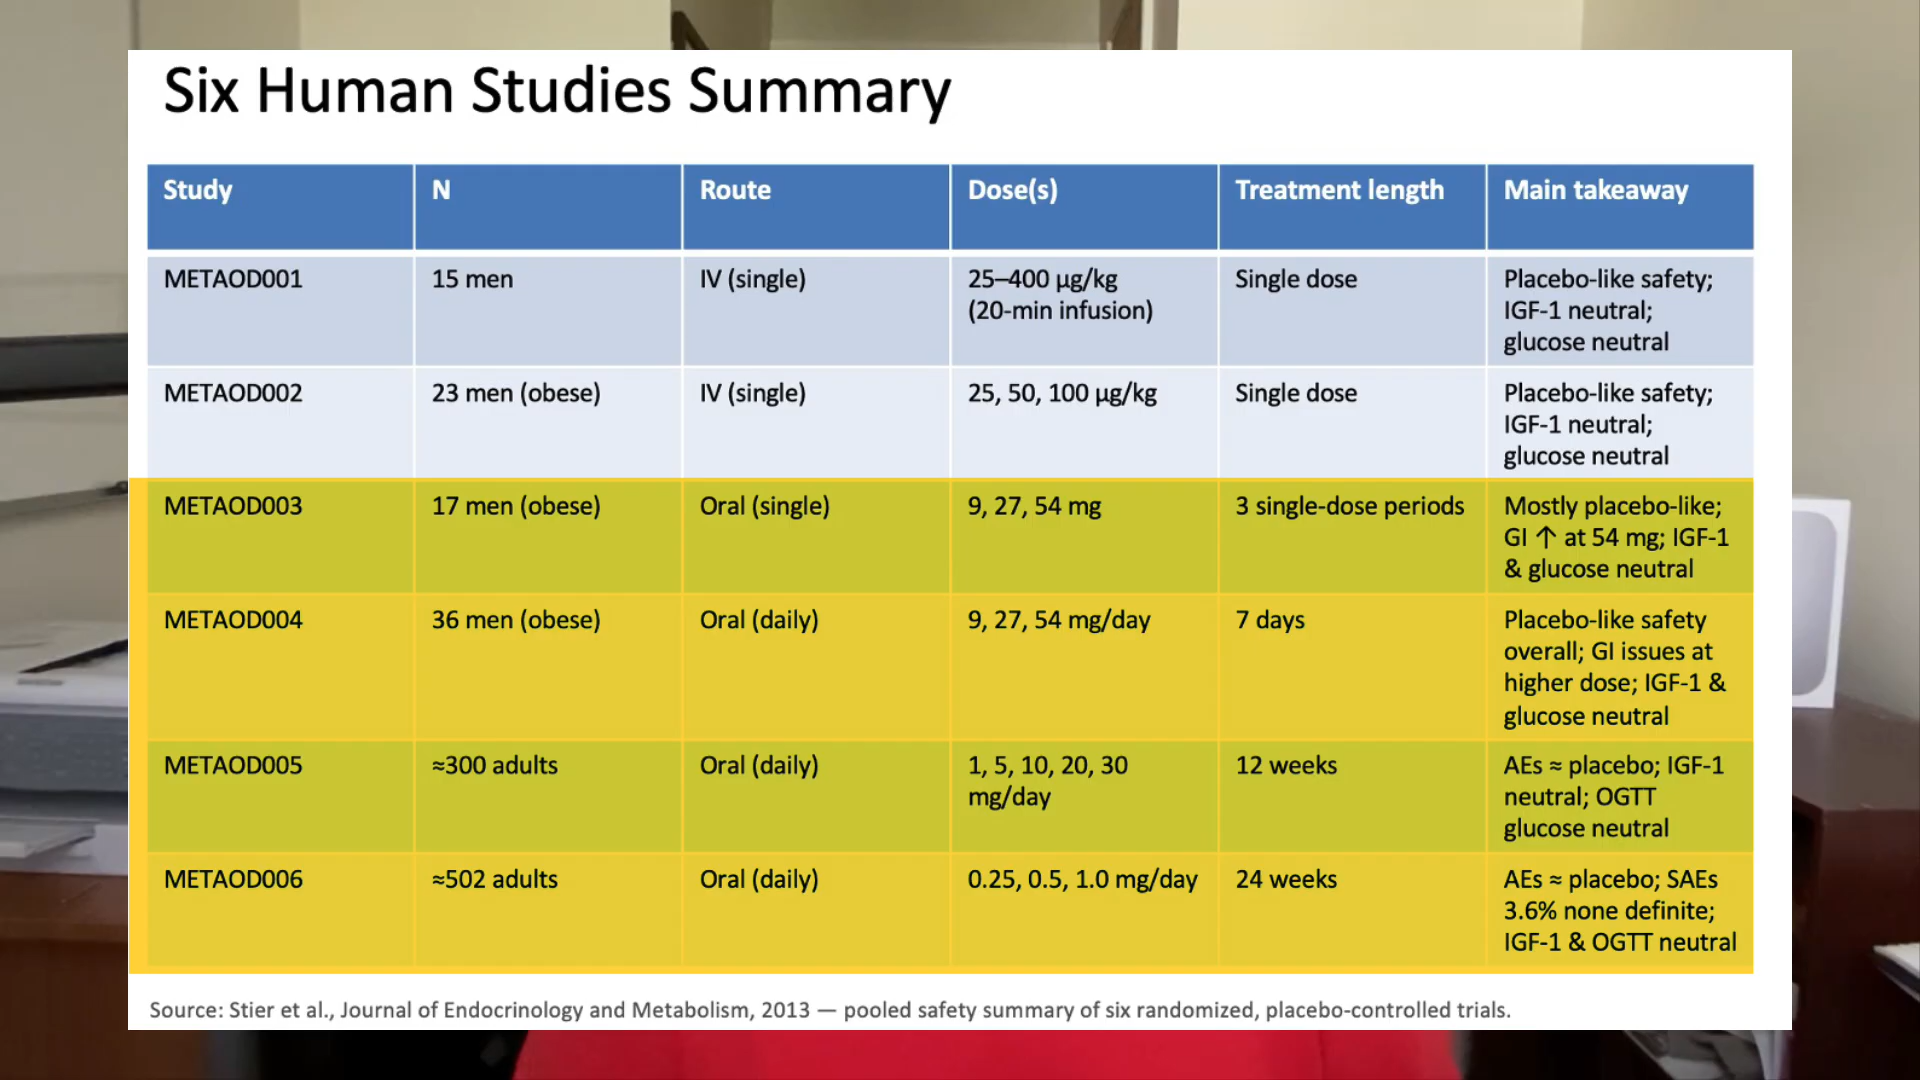 Six Human Studies Summary
Study
N
Route
Dose(s)
Treatment length
Main takeaway
METAOD001
15 men
IV (single)
25–400 µg/kg
(20-min infusion)
Single dose
Placebo-like safety;
IGF-1 neutral;
glucose neutral
METAOD002
23 men (obese)
IV (single)
25, 50, 100 µg/kg
Single dose
Placebo-like safety;
IGF-1 neutral;
glucose neutral
METAOD003
17 men (obese)
Oral (single)
9, 27, 54 mg
3 single-dose periods
Mostly placebo-like;
GI ↑ at 54 mg; IGF-1
& glucose neutral
METAOD004
36 men (obese)
Oral (daily)
9, 27, 54 mg/day
7 days
Placebo-like safety
overall; GI issues at
higher dose; IGF-1 &
glucose neutral
METAOD005
≈300 adults
Oral (daily)
1, 5, 10, 20, 30
mg/day
12 weeks
AEs ≈ placebo; IGF-1
neutral; OGTT
glucose neutral
METAOD006
≈502 adults
Oral (daily)
0.25, 0.5, 1.0 mg/day
24 weeks
AEs ≈ placebo; SAEs
3.6% none definite;
IGF-1 & OGTT neutral
Source: Stier et al., Journal of Endocrinology and Metabolism, 2013 — pooled safety summary of six randomized, placebo-controlled trials.